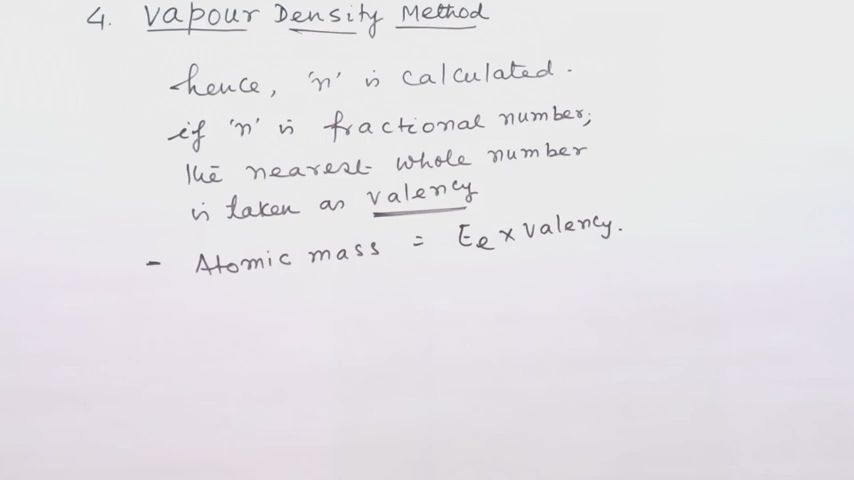 4. Vapour Density Method
hence, 'n' is calculated.
if 'n' is fractional number;
the nearest whole number
is taken as valency
- Atomic mass = Ee x valency.